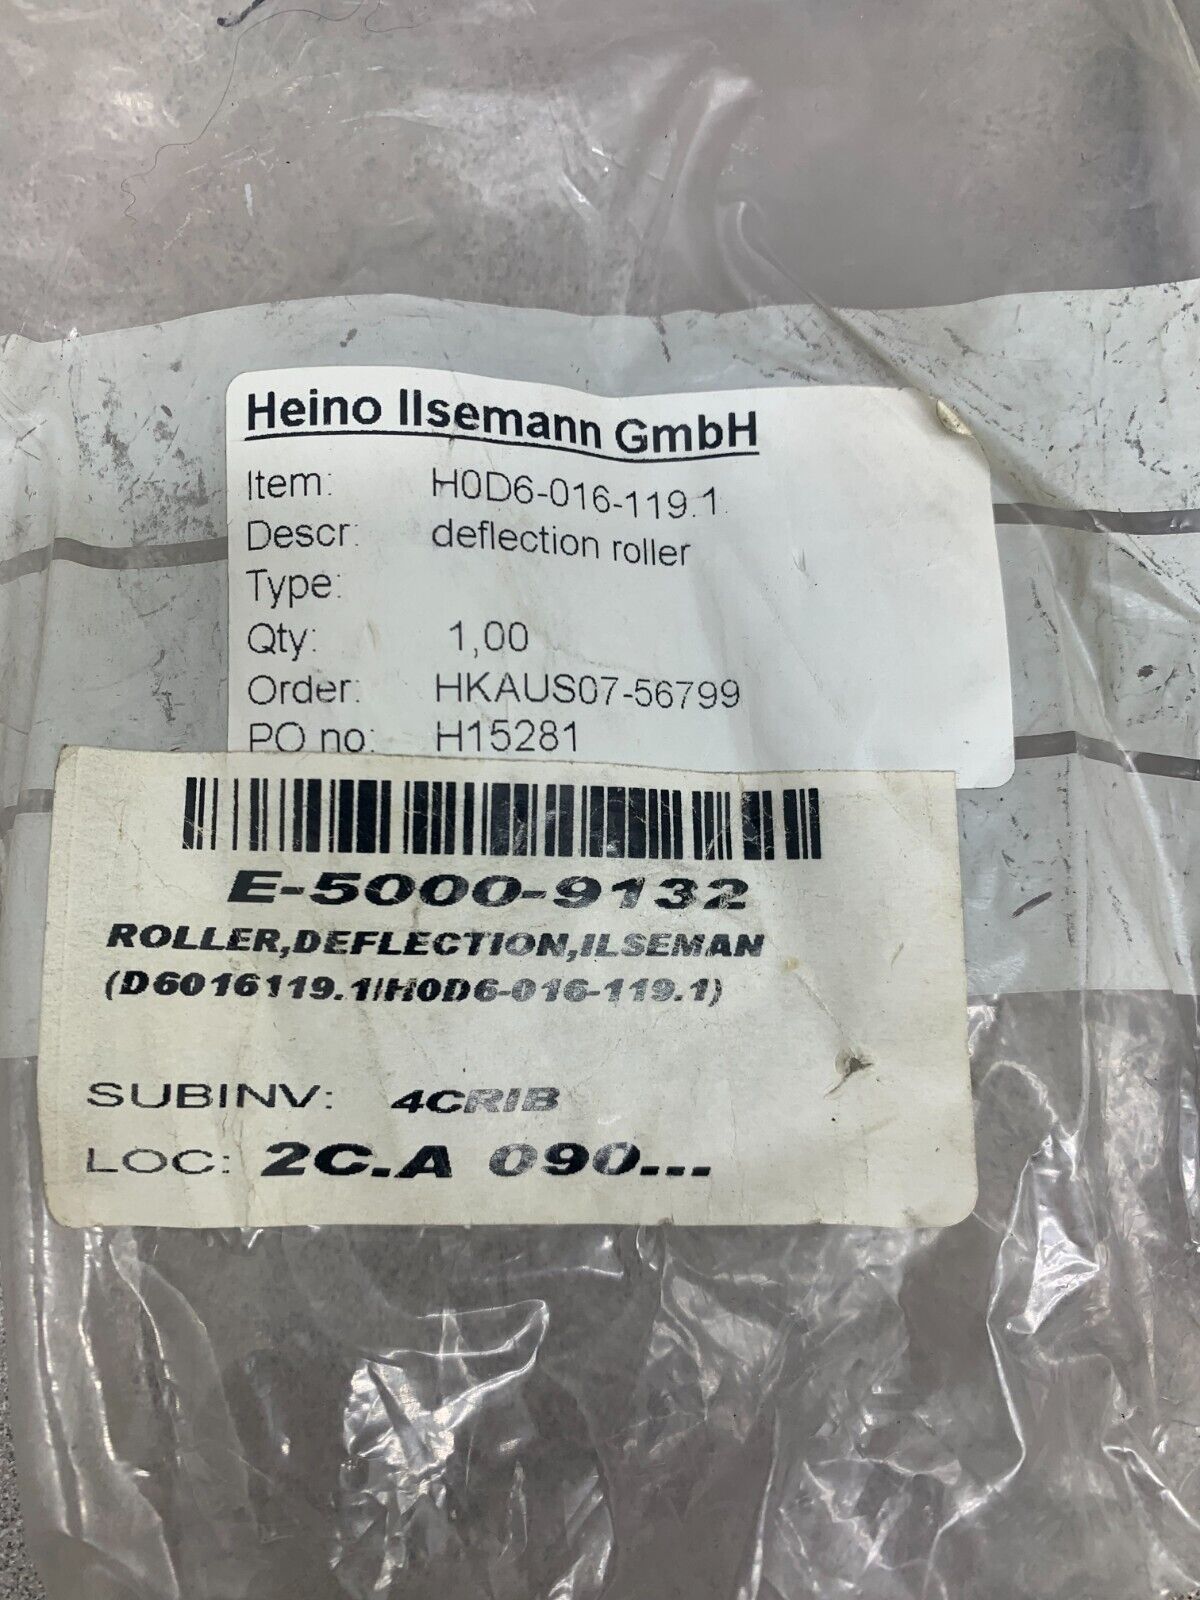 Heino Ilsemann GmbH
Item: H0D6-016-119.1
Descr: deflection roller
Type:
Qty: 1,00
Order: HKAUS07-56799
PO no: H15281
E-5000-9132
ROLLER,DEFLECTION,ILSEMAN
(D6016119.1/H0D6-016-119.1)
SUBINV: 4CRIB
LOC: 2C.A 090...